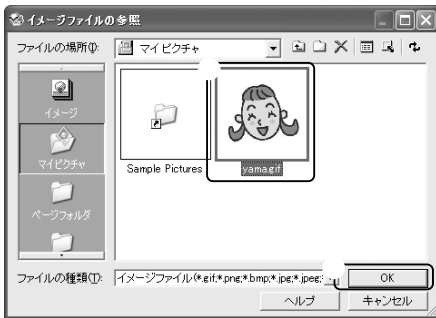 イメージファイルの参照
ファイルの場所(I):
マイピクチャ
イメージ
マイピクチャ
ページフォルダ
Sample Pictures
yama.gif
ファイルの種類(T):
イメージファイル(*.gif;*.png;*.bmp;*.jpg;*.jpeg;
OK
ヘルプ
キャンセル